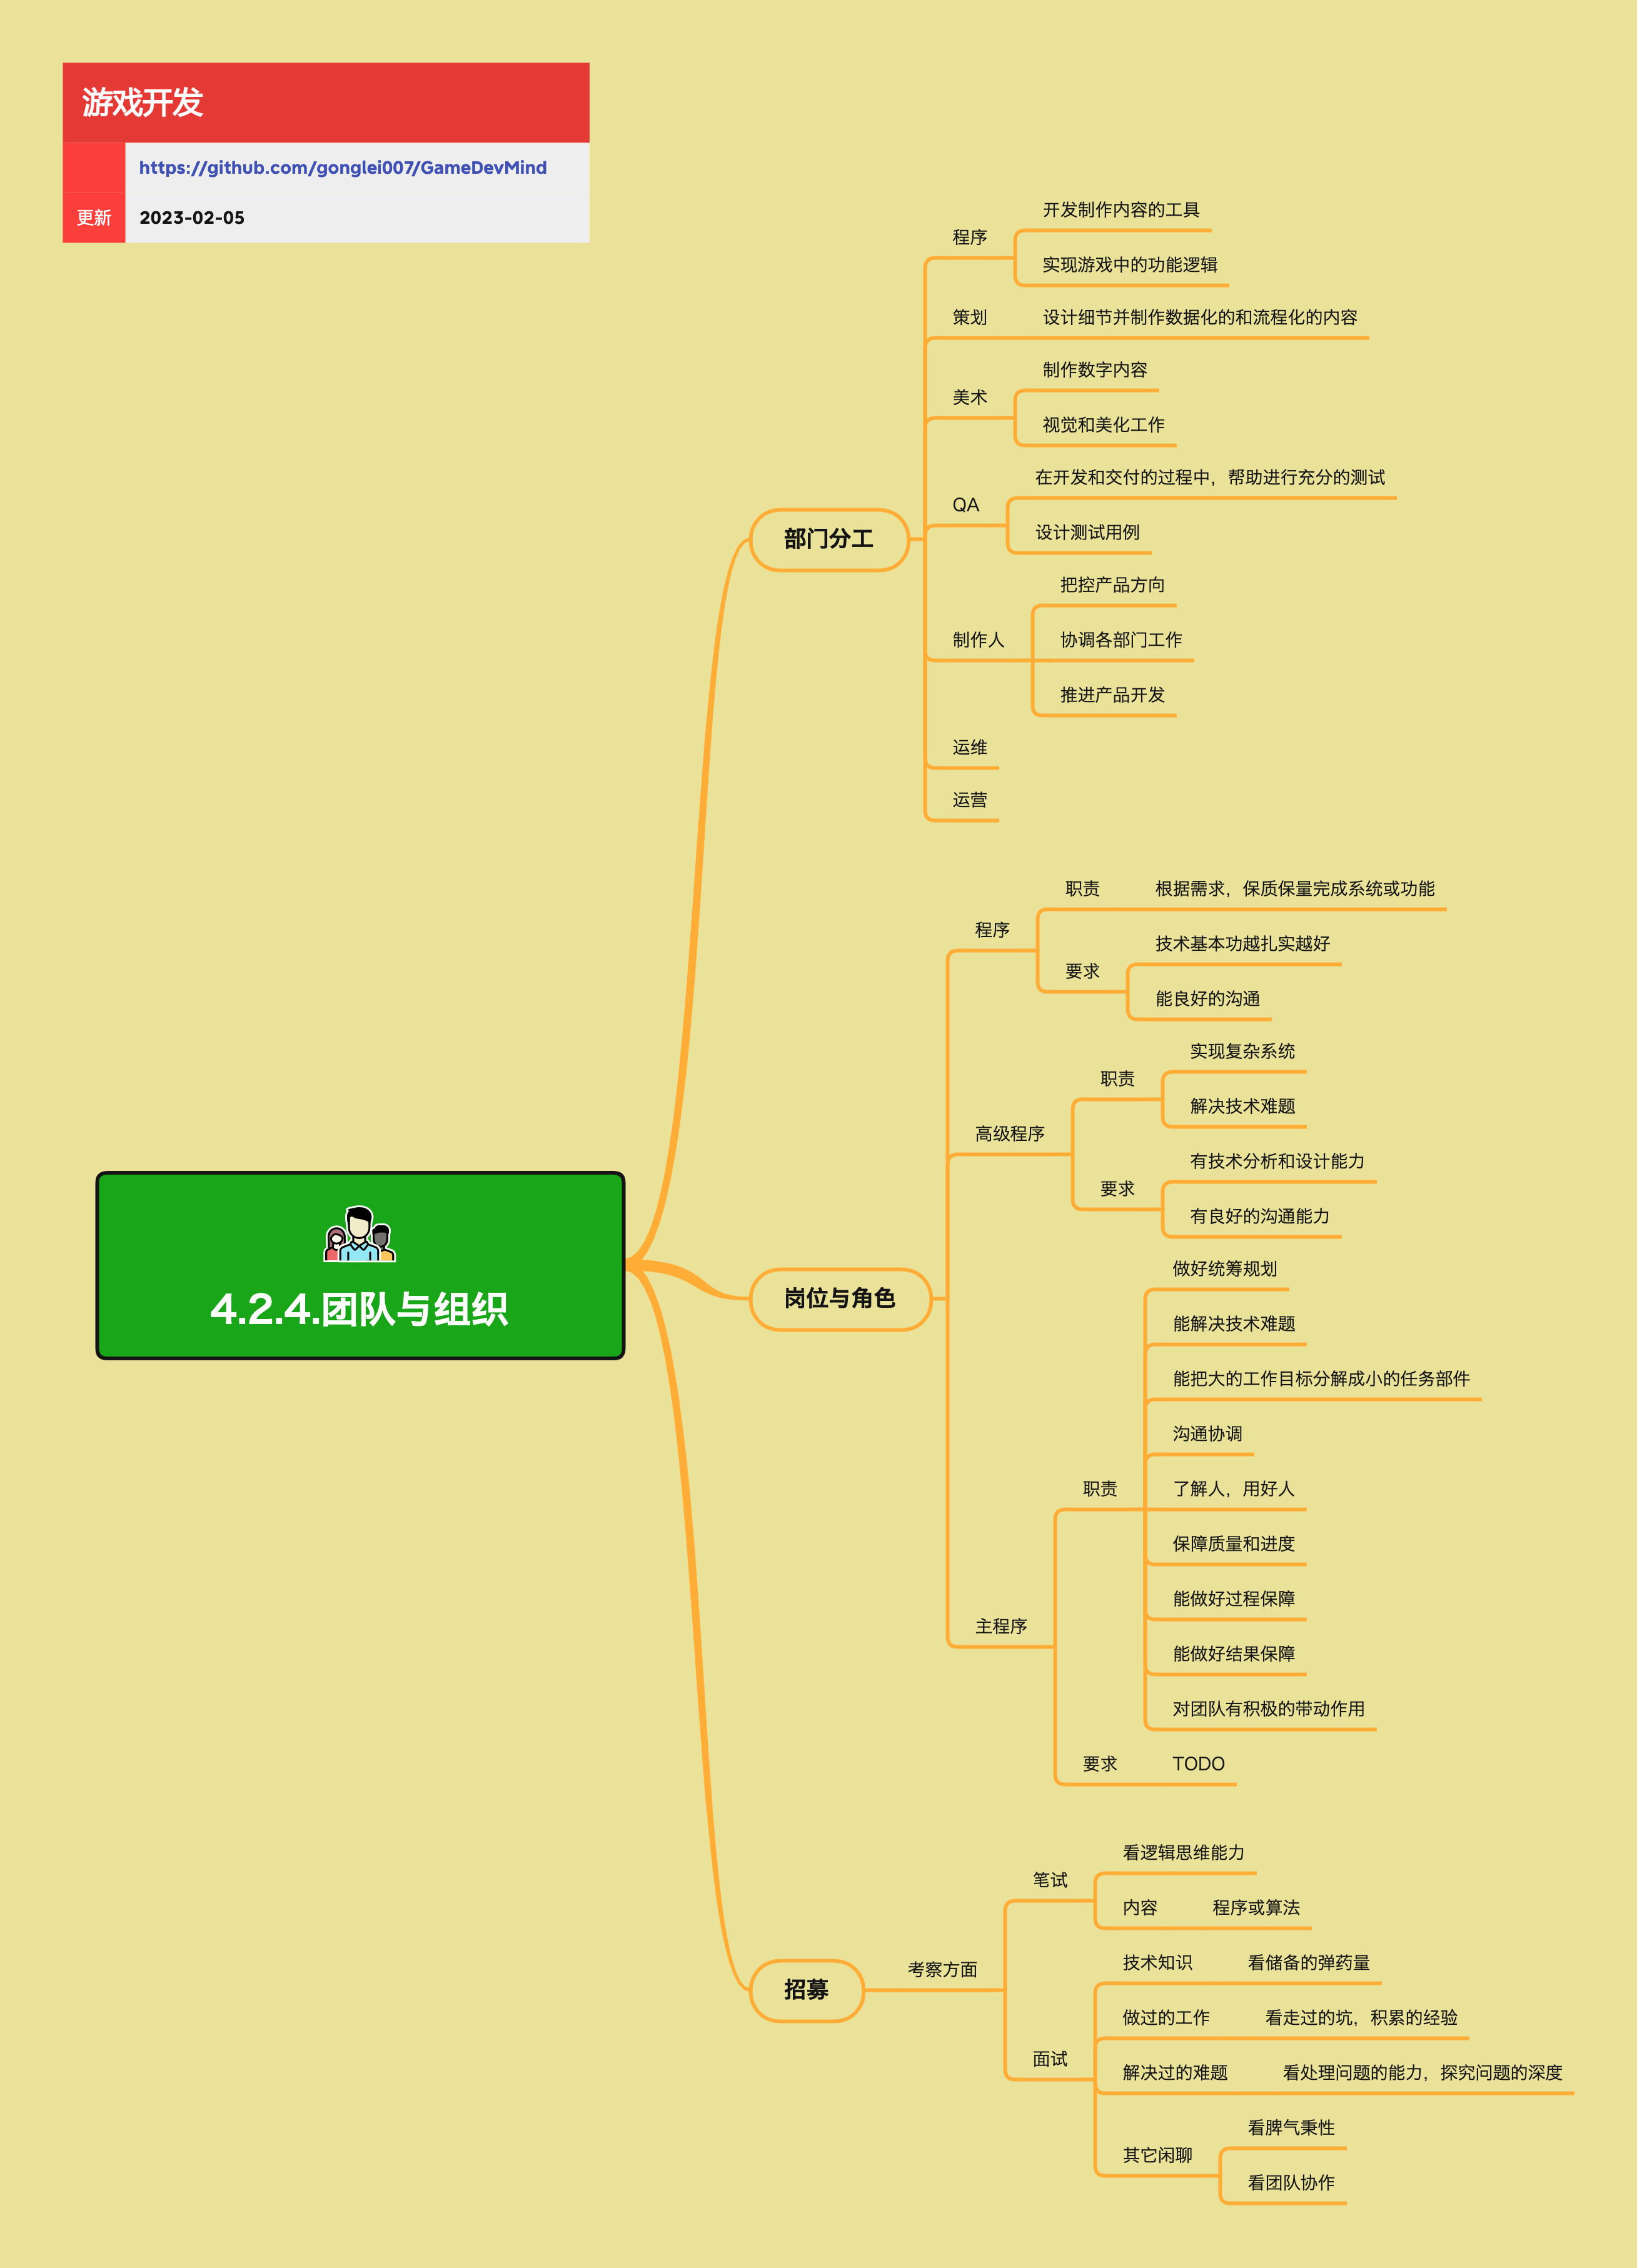 游戏开发
https://github.com/gonglei007/GameDevMind
更新 2023-02-05
4.2.4.团队与组织
部门分工
程序
开发制作内容的工具
实现游戏中的功能逻辑
策划
设计细节并制作数据化的和流程化的内容
美术
制作数字内容
视觉和美化工作
QA
在开发和交付的过程中，帮助进行充分的测试
设计测试用例
制作人
把控产品方向
协调各部门工作
推进产品开发
运维
运营
岗位与角色
程序
职责
根据需求，保质保量完成系统或功能
要求
技术基本功越扎实越好
能良好的沟通
高级程序
职责
实现复杂系统
解决技术难题
要求
有技术分析和设计能力
有良好的沟通能力
主程序
职责
做好统筹规划
能解决技术难题
能把大的工作目标分解成小的任务部件
沟通协调
了解人，用好人
保障质量和进度
能做好过程保障
能做好结果保障
对团队有积极的带动作用
要求
TODO
招募
考察方面
笔试
看逻辑思维能力
内容
程序或算法
面试
技术知识
看储备的弹药量
做过的工作
看走过的坑，积累的经验
解决过的难题
看处理问题的能力，探究问题的深度
其它闲聊
看脾气秉性
看团队协作